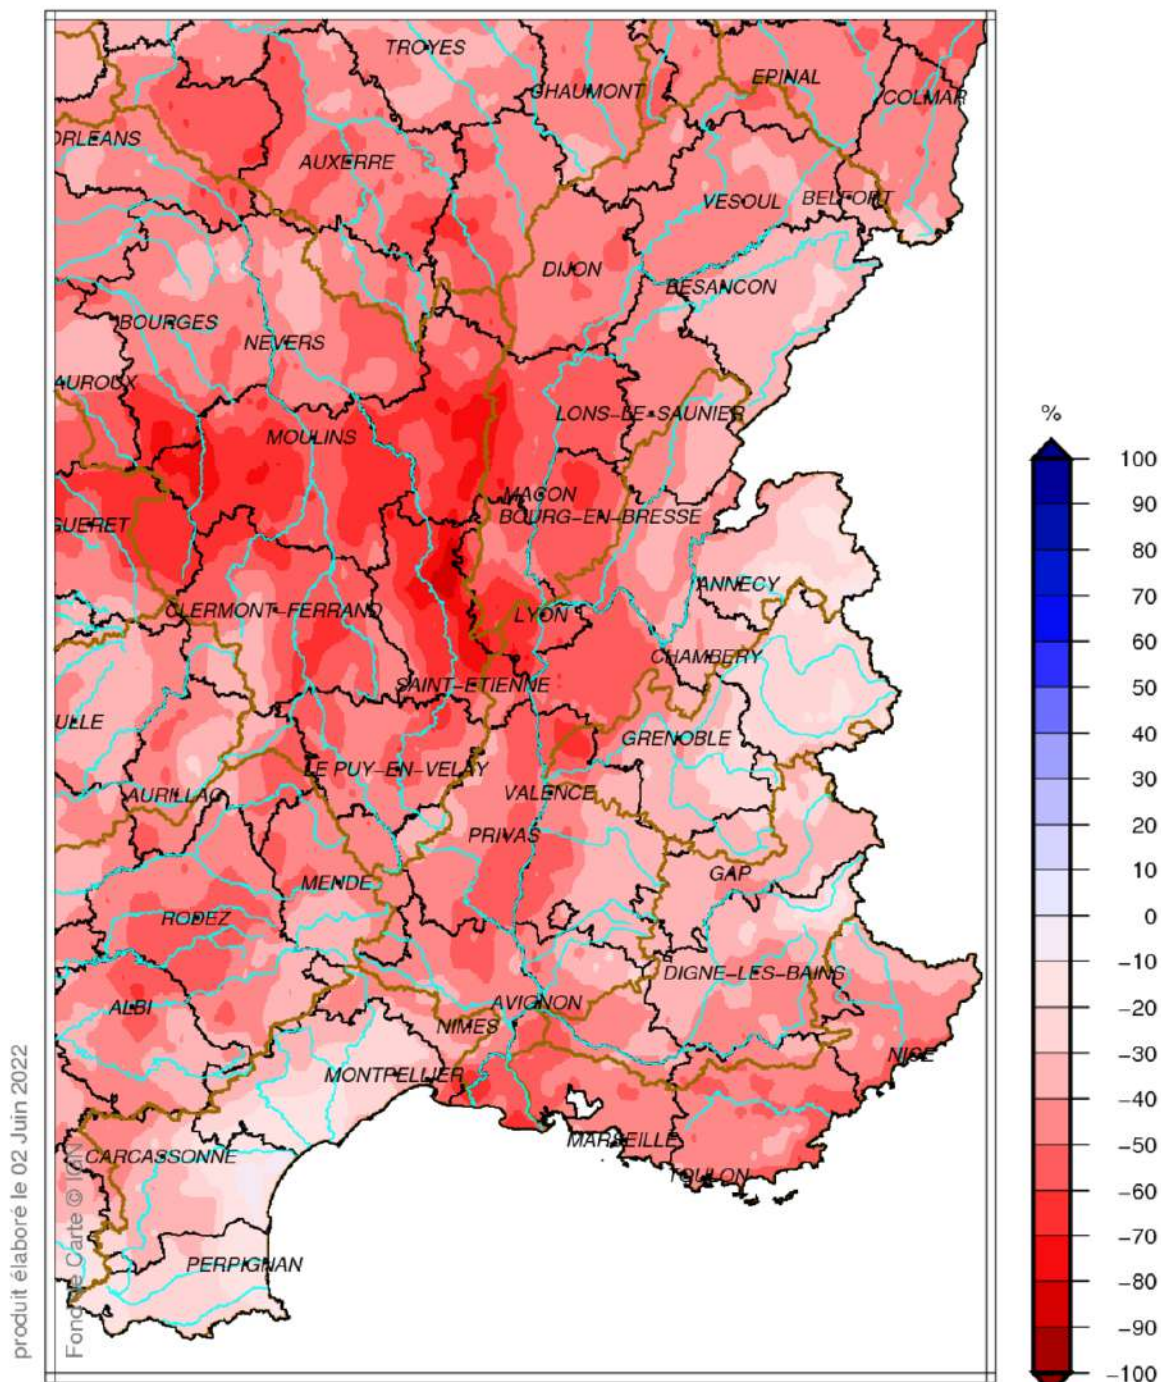 TROYES
CHAUMONT
EPINAL
COLMAR
ORLEANS
AUXERRE
VESOUL
BELFORT
DIJON
BESANCON
BOURGES
NEVERS
AUROUX
LONS-LE-SAUNIER
MOULINS
%
100
90
80
70
60
50
40
30
20
10
0
-10
-20
-30
-40
-50
-60
-70
-80
-90
-100
MACON
BOURG-EN-BRESSE
GUERET
ANNECY
CLERMONT-FERRAND
LYON
CHAMBERY
SAINT-ETIENNE
ULLE
GRENOBLE
LE PUY-EN-VELAY
AURILLAC
VALENCE
PRIVAS
GAP
MENDE
RODEZ
DIGNE-LES-BAINS
ALBI
AVIGNON
NIMES
NICE
MONTPELLIER
MARSEILLE
CARCASSONNE
TOULON
PERPIGNAN
produit élaboré le 02 Juin 2022
Fond de Carte © IGN